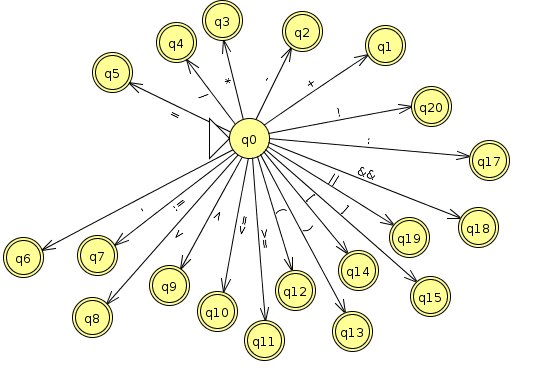 q3
q4
q2
q1
q5
*
/
-
+
=
!
q20
q0
:
q17
&&
||
[
]
q18
<
>
<=
>=
(
)
q19
q6
q7
q9
q14
q8
q10
q12
q15
q11
q13